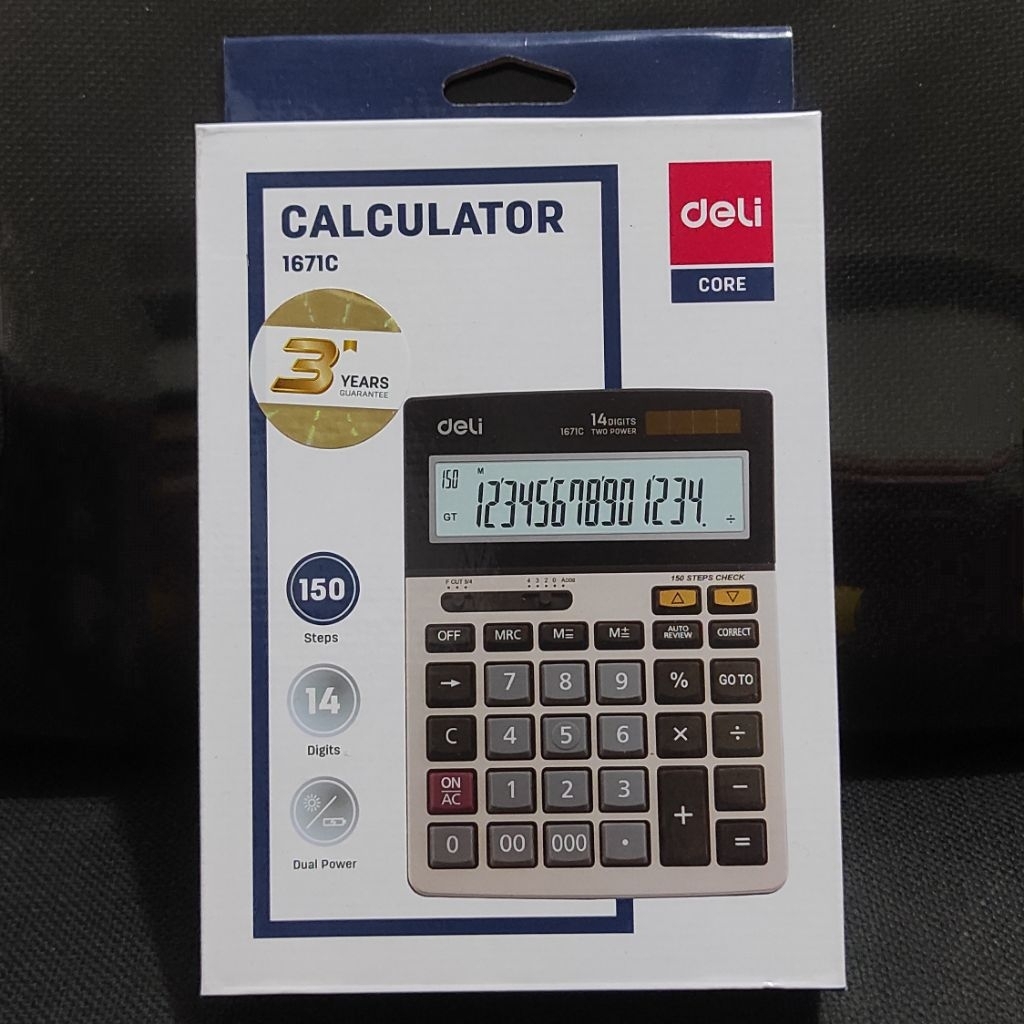 CALCULATOR
1671C
deli
CORE
3
YEARS
GUARANTEE
deli
1671C
14 DIGITS
TWO POWER
150
M
GT
12345678901234.
÷
F CUT 5/4
4 3 2 0 ADD2
150 STEPS CHECK
△ ▽
OFF MRC M= M± AUTO REVIEW CORRECT
→ 7 8 9 % GO TO
C 4 5 6 × ÷
ON
AC
1 2 3 + −
0 00 000 . =
150
Steps
14
Digits
Dual Power